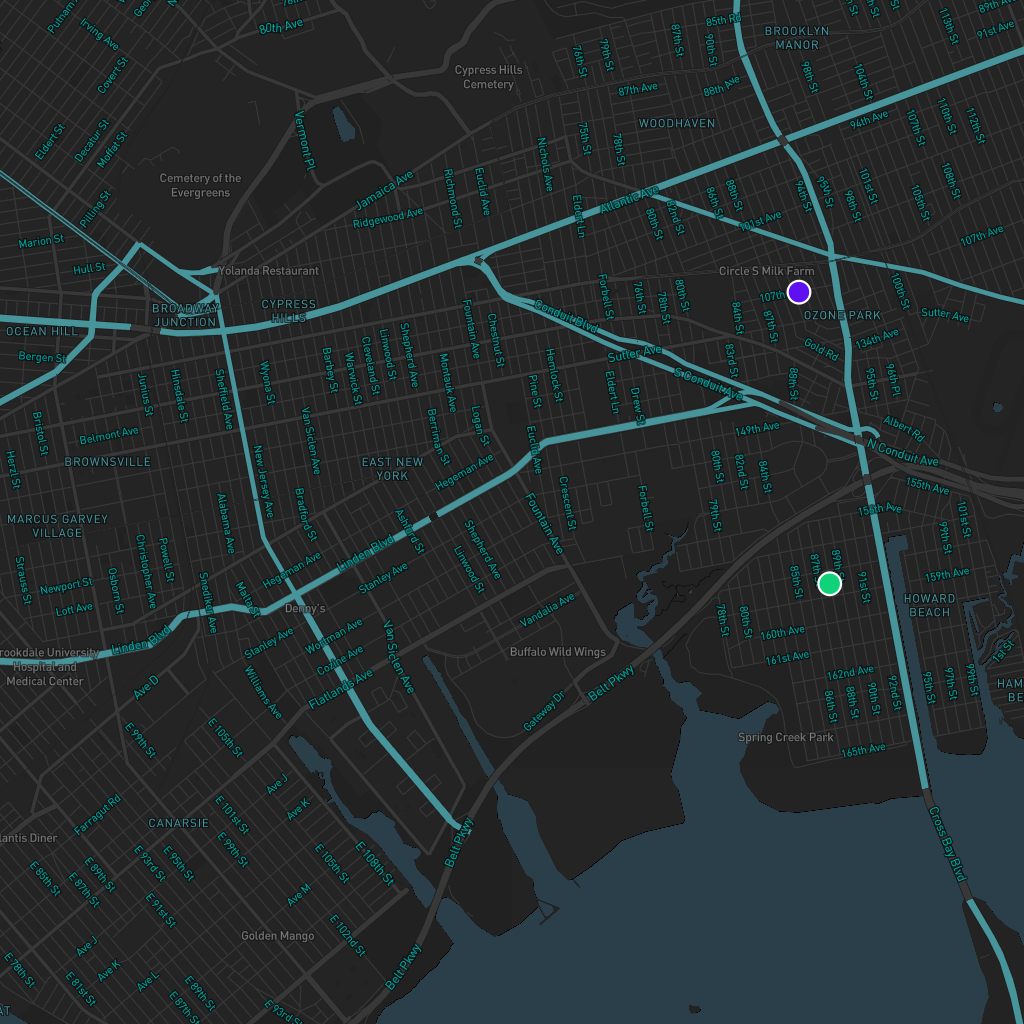 Putnam Ave
Irving Ave
80th Ave
85th Rd
87th St
90th St
BROOKLYN
MANOR
113th St
89th Ave
91st Ave
76th St
79th St
Cypress Hills
Cemetery
Covert St
87th Ave
88th Ave
98th St
104th St
94th Ave
107th St
110th St
112th St
Eldert St
Decatur St
Moffat St
Vermont Pl
WOODHAVEN
75th St
78th St
Nichols Ave
Cemetery of the
Evergreens
Jamaica Ave
Richmond St
Euclid Ave
Eldert Ln
Atlantic Ave
80th St
82nd St
86th St
88th St
94th St
95th St
98th St
101st St
105th St
108th St
Pilling St
Ridgewood Ave
101st Ave
Marion St
107th Ave
Hull St
Yolanda Restaurant
Circle S Milk Farm
100th St
BROADWAY
JUNCTION
CYPRESS
HILLS
Forbell St
76th St
78th St
80th St
107th
OZONE PARK
Sutter Ave
OCEAN HILL
Fountain Ave
Chestnut St
Conduit Blvd
84th St
87th St
Bergen St
Shepherd Ave
Linwood St
Cleveland St
Warwick St
Barbey St
Wyona St
Sheffield Ave
Hinsdale St
Junius St
Montauk Ave
Hemlock St
Pine St
Sutter Ave
S Conduit Ave
83rd St
Gold Rd
134th Ave
88th St
95th St
96th Pl
Eldert Ln
Drew St
Bristol St
Belmont Ave
Van Siclen Ave
Berriman St
Logan St
Euclid Ave
149th Ave
Albert Rd
N Conduit Ave
Herzl St
BROWNSVILLE
New Jersey Ave
EAST NEW
YORK
Hegeman Ave
80th St
82nd St
84th St
155th Ave
MARCUS GARVEY
VILLAGE
Alabama Ave
Bradford St
Ashford St
Crescent St
Fountain Ave
Forbell St
79th St
155th Ave
99th St
101st St
Strauss St
Christopher Ave
Powell St
Osborn St
Hegeman Ave
Linden Blvd
Stanley Ave
Shepherd Ave
Linwood St
85th St
87th
89th
91st St
159th Ave
Newport St
Lott Ave
Snediker Ave
Malta St
Denny's
HOWARD
BEACH
Linden Blvd
Stanley Ave
Wortman Ave
Cozine Ave
Van Siclen Ave
Vandalia Ave
78th St
80th St
160th Ave
161st Ave
162nd Ave
Brookdale University
Hospital and
Medical Center
Buffalo Wild Wings
1st St
Ave D
Williams Ave
Flatlands Ave
Belt Pkwy
Gateway Dr
86th St
88th St
90th St
92nd St
95th St
97th St
99th St
HAM
BE
E 99th St
E 105th St
Spring Creek Park
165th Ave
Ave J
Ave K
Farragut Rd
CANARSIE
lantis Diner
E 101st St
E 99th St
E 95th St
E 93rd St
E 89th St
E 87th St
E 85th St
E 91st St
E 105th St
E 108th St
Belt Pkwy
Cross Bay Blvd
Ave M
E 102nd St
Golden Mango
Ave J
Ave K
Ave L
E 78th St
E 81st St
E 89th St
E 87th St
E 93rd St
Belt Pkwy
AT